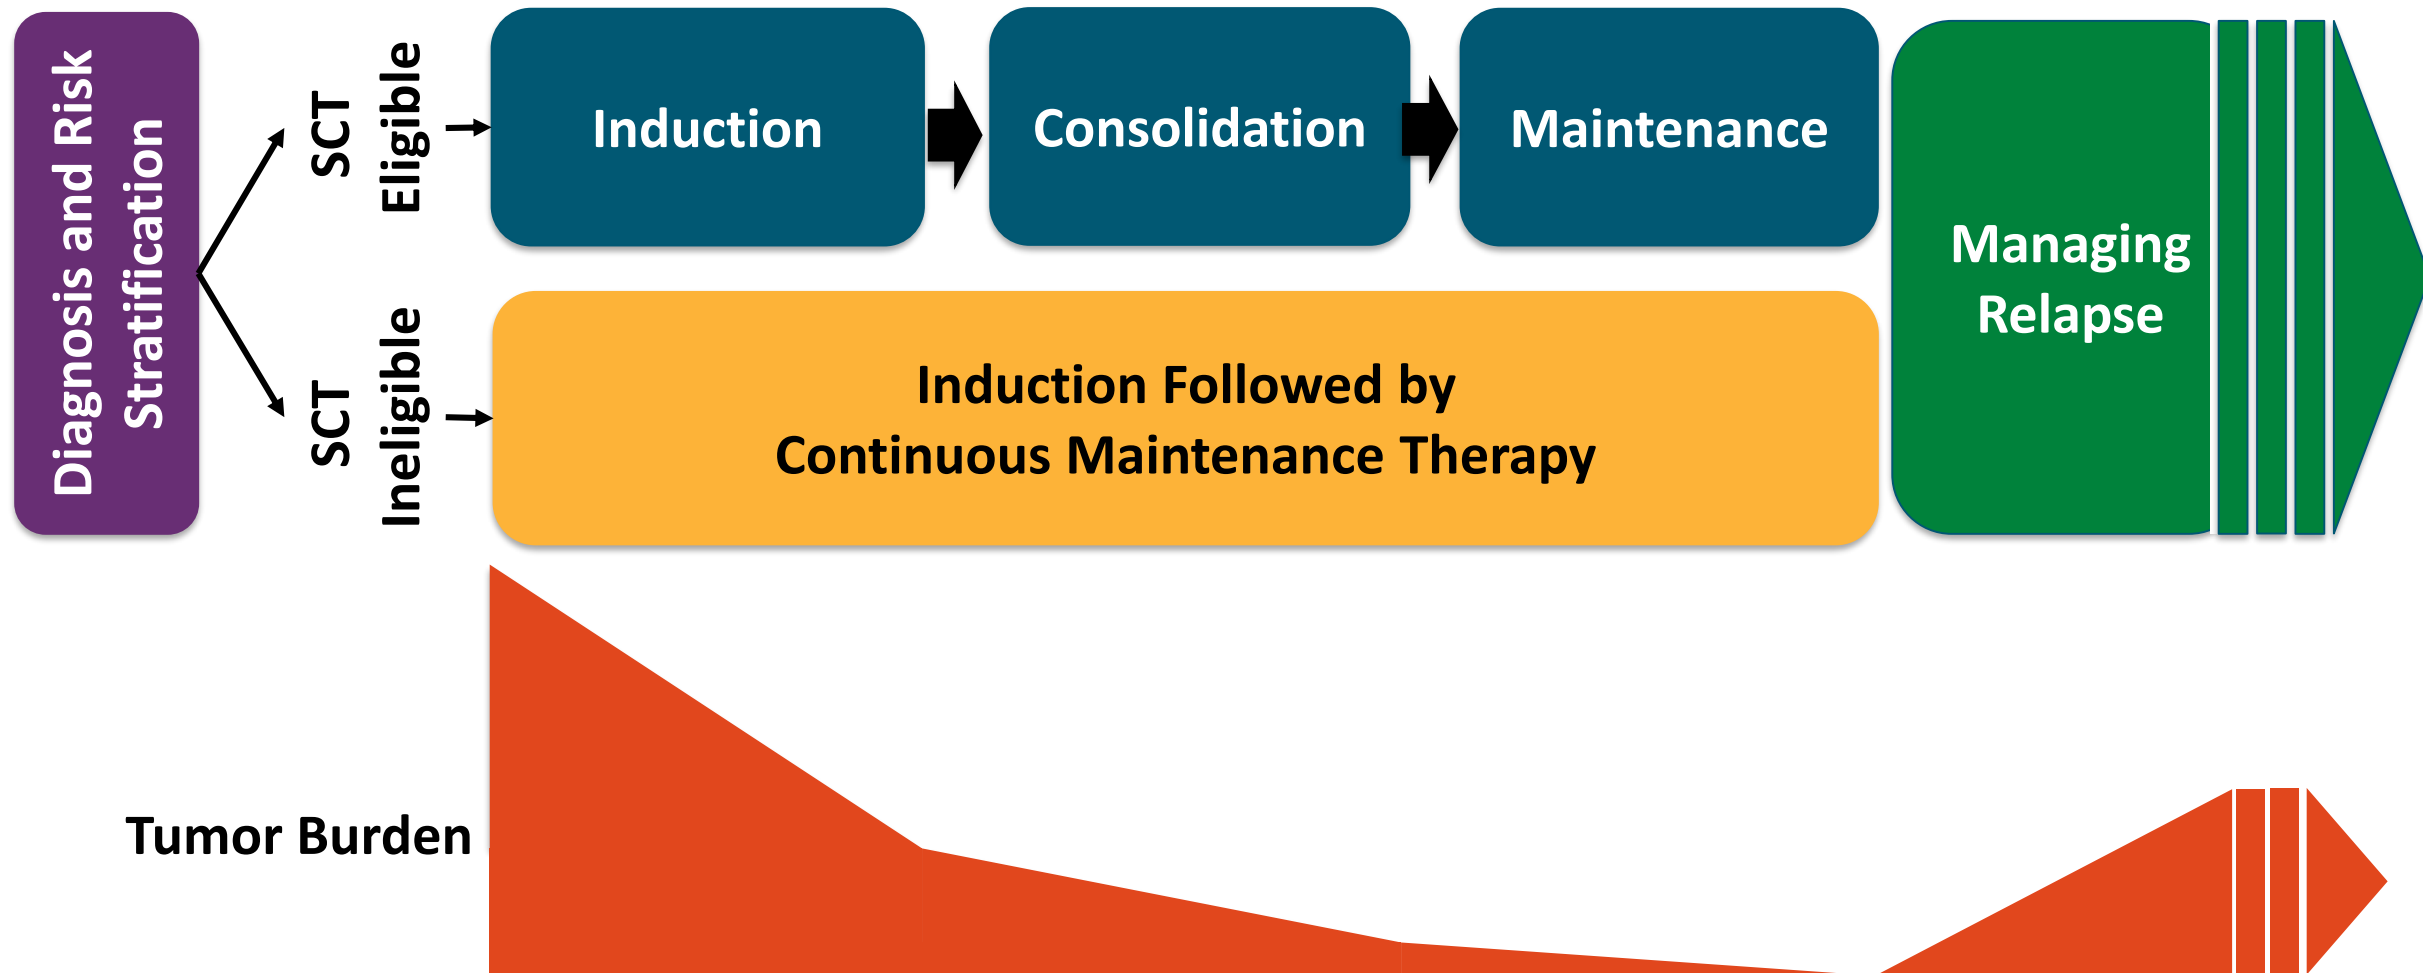 Diagnosis and Risk
Stratification
SCT
Eligible
Induction
Consolidation
Maintenance
Managing
Relapse
SCT
Ineligible
Induction Followed by
Continuous Maintenance Therapy
Tumor Burden